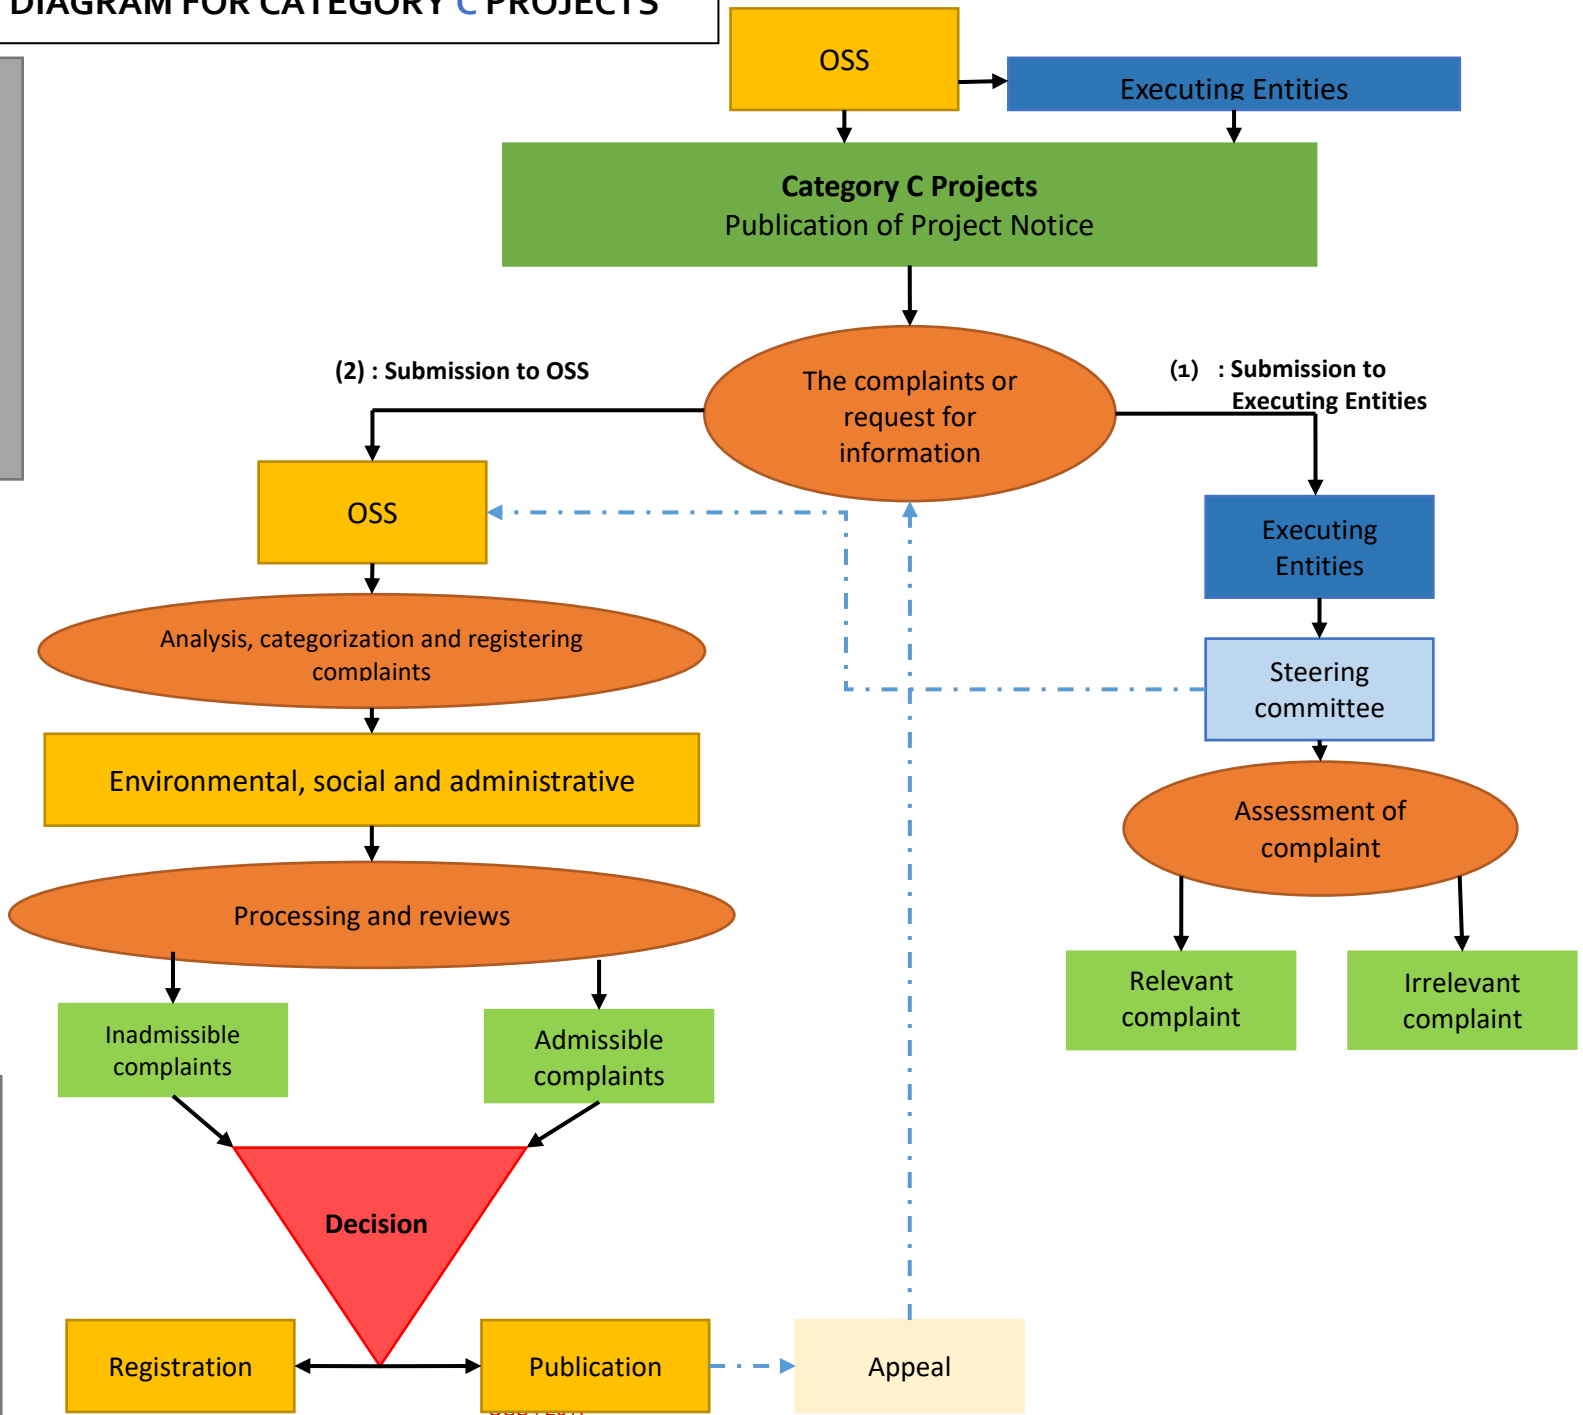 DIAGRAM FOR CATEGORY C PROJECTS
OSS
Executing Entities
Category C Projects
Publication of Project Notice
(2) : Submission to OSS
The complaints or
request for
information
(1) : Submission to
Executing Entities
OSS
Executing
Entities
Analysis, categorization and registering
complaints
Steering
committee
Environmental, social and administrative
Assessment of
complaint
Processing and reviews
Relevant
complaint
Irrelevant
complaint
Inadmissible
complaints
Admissible
complaints
Decision
Registration
Publication
Appeal